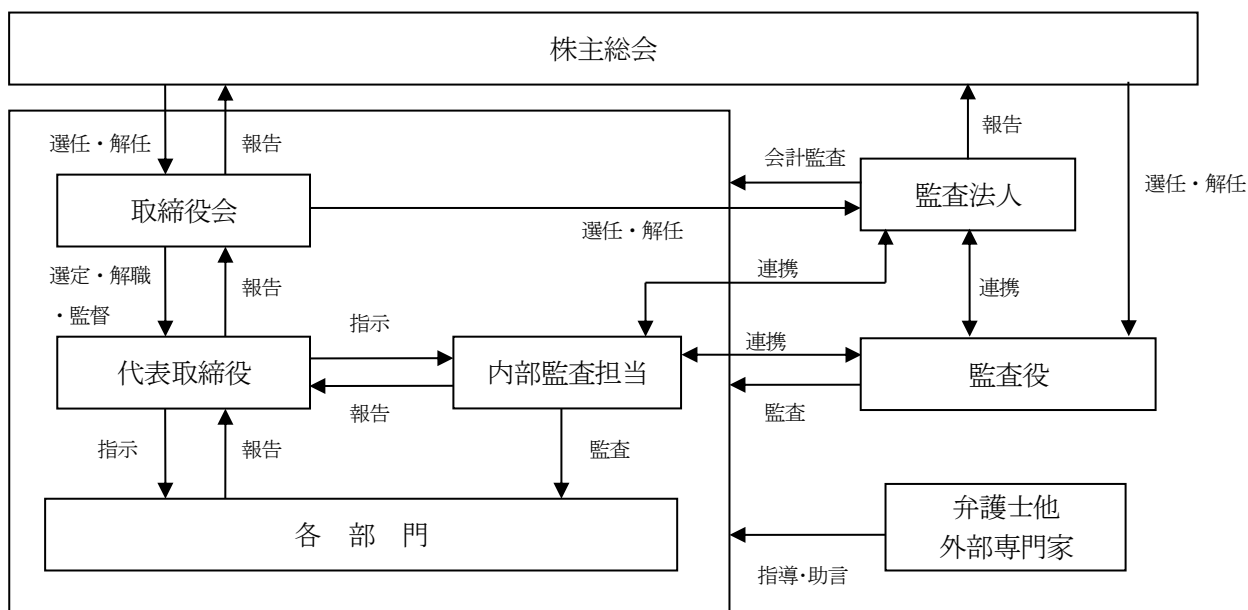 株主総会
選任・解任
報告
報告
会計監査
選任・解任
取締役会
監査法人
選任・解任
選定・解職
・監督
報告
連携
連携
指示
連携
代表取締役
内部監査担当
監査役
報告
監査
指示
報告
監査
各 部 門
弁護士他
外部専門家
指導・助言